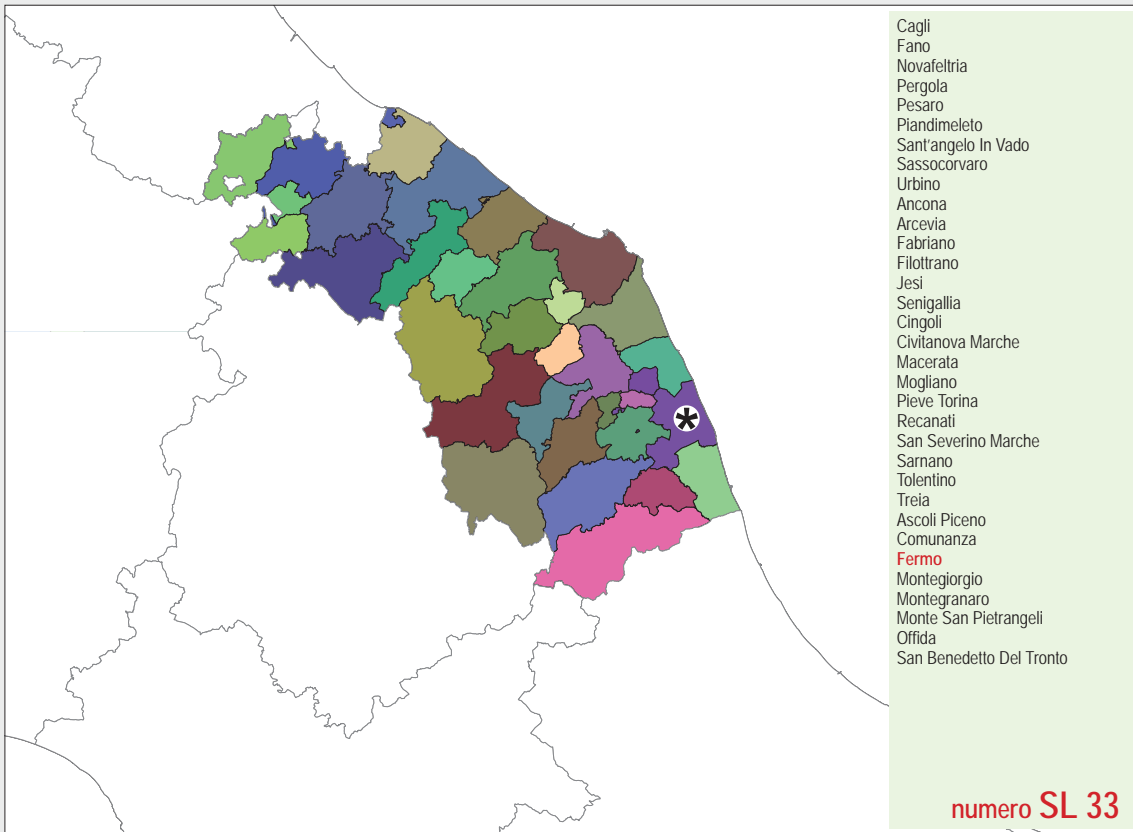 Cagli
Fano
Novafeltria
Pergola
Pesaro
Piandimeleto
Sant'angelo In Vado
Sassocorvaro
Urbino
Ancona
Arcevia
Fabriano
Filottrano
Jesi
Senigallia
Cingoli
Civitanova Marche
Macerata
Mogliano
Pieve Torina
Recanati
San Severino Marche
Sarnano
Tolentino
Treia
Ascoli Piceno
Comunanza
Fermo
Montegiorgio
Montegranaro
Monte San Pietrangeli
Offida
San Benedetto Del Tronto
*
numero SL 33